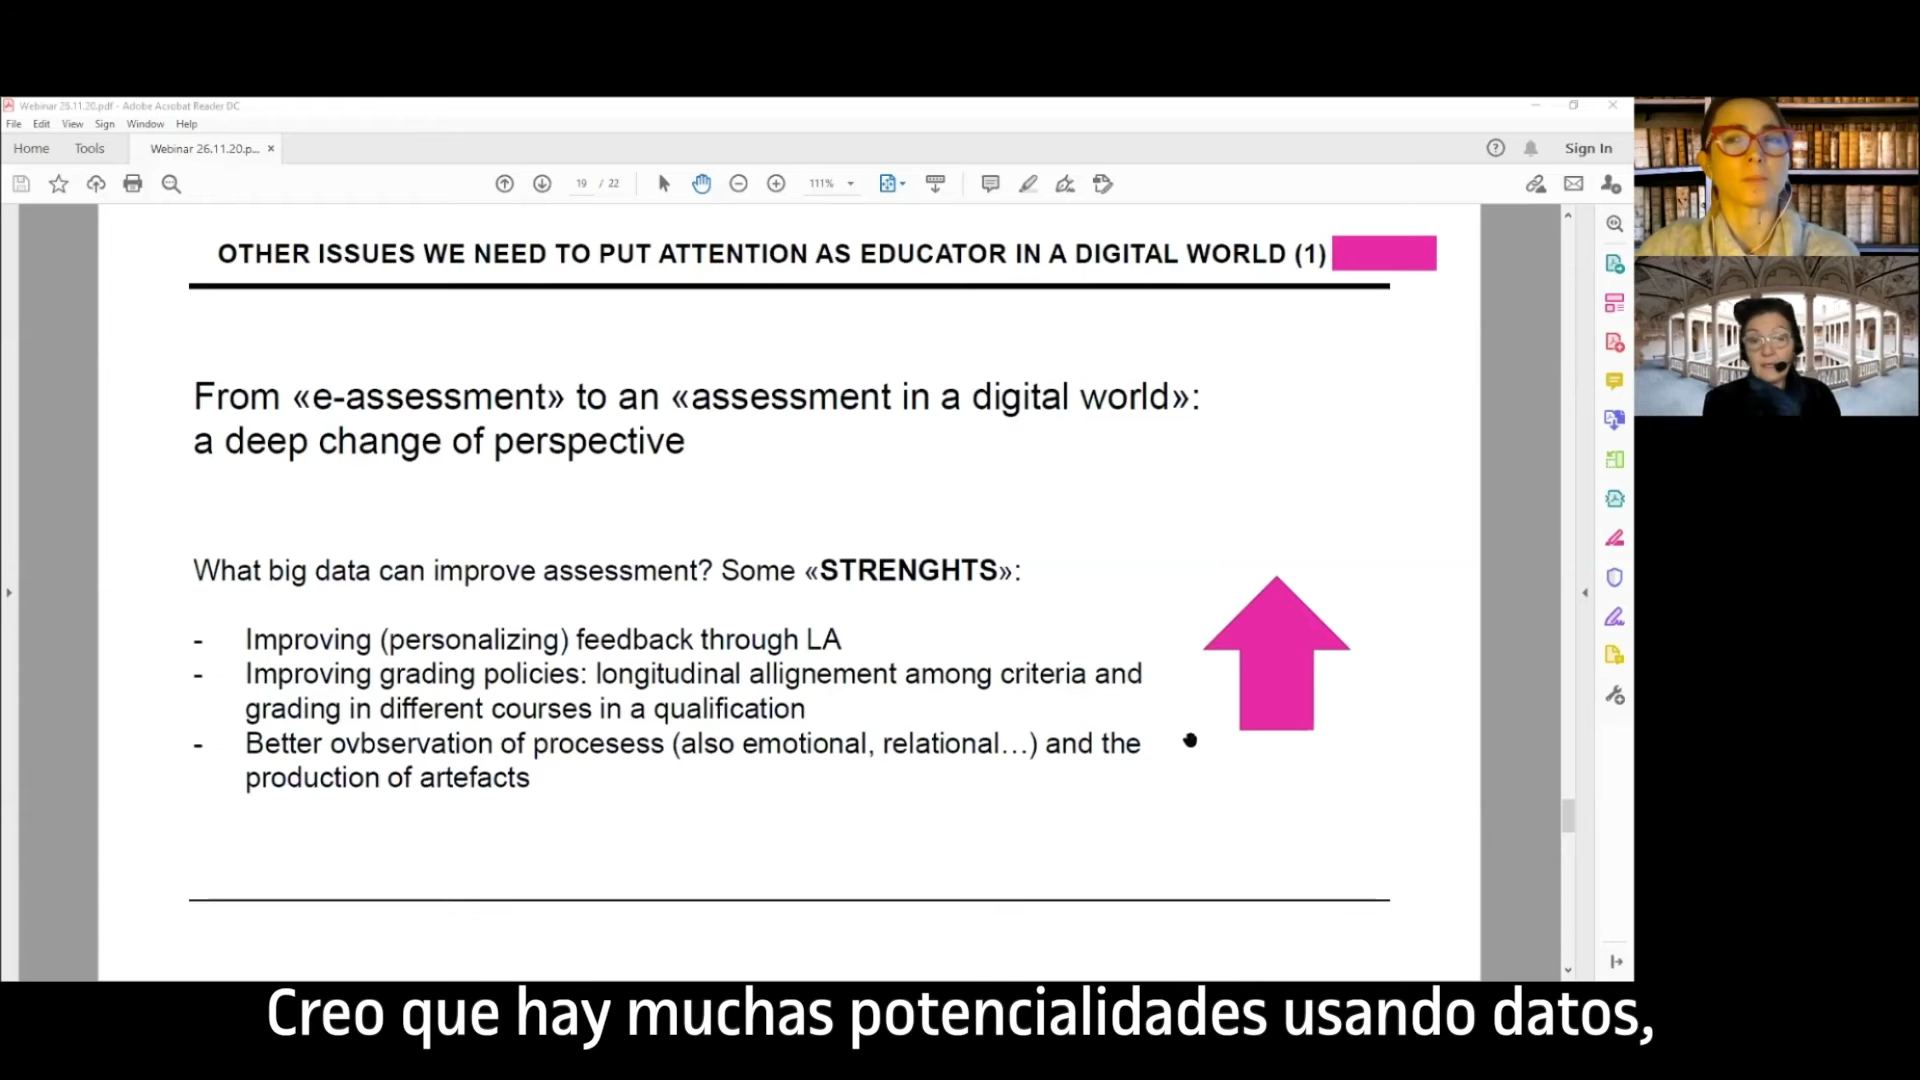 Webinar 26.11.20.pdf - Adobe Acrobat Reader DC
File Edit View Sign Window Help
Home Tools Webinar 26.11.20.p... × Sign In
19 / 22 111%
OTHER ISSUES WE NEED TO PUT ATTENTION AS EDUCATOR IN A DIGITAL WORLD (1)
From «e-assessment» to an «assessment in a digital world»:
a deep change of perspective
What big data can improve assessment? Some «STRENGHTS»:
- Improving (personalizing) feedback through LA
- Improving grading policies: longitudinal allignement among criteria and
grading in different courses in a qualification
- Better ovbservation of procesess (also emotional, relational…) and the
production of artefacts
Creo que hay muchas potencialidades usando datos,